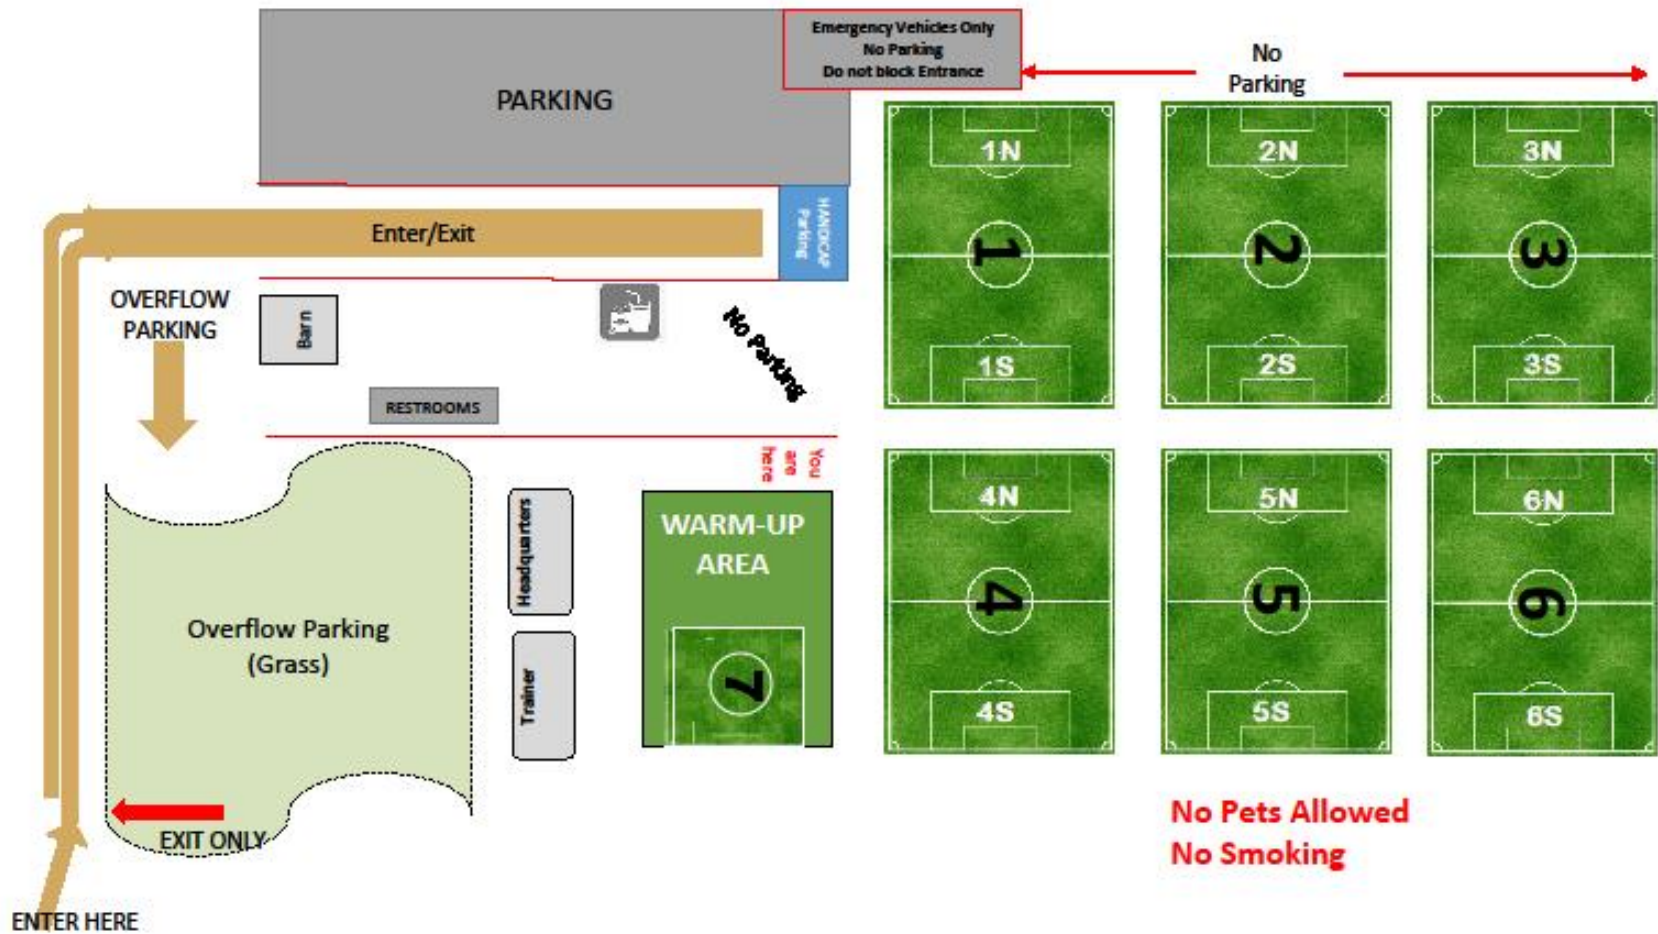 Emergency Vehicles Only
No Parking
Do not block Entrance
No
Parking
PARKING
1N
2N
3N
HANDICAP
Parking
Enter/Exit
1
2
3
OVERFLOW
PARKING
Barn
No Parking
1S
2S
3S
RESTROOMS
You
are
here
4N
5N
6N
WARM-UP
AREA
Headquarters
4
5
6
Overflow Parking
(Grass)
Trainer
7
4S
5S
6S
No Pets Allowed
No Smoking
EXIT ONLY
ENTER HERE